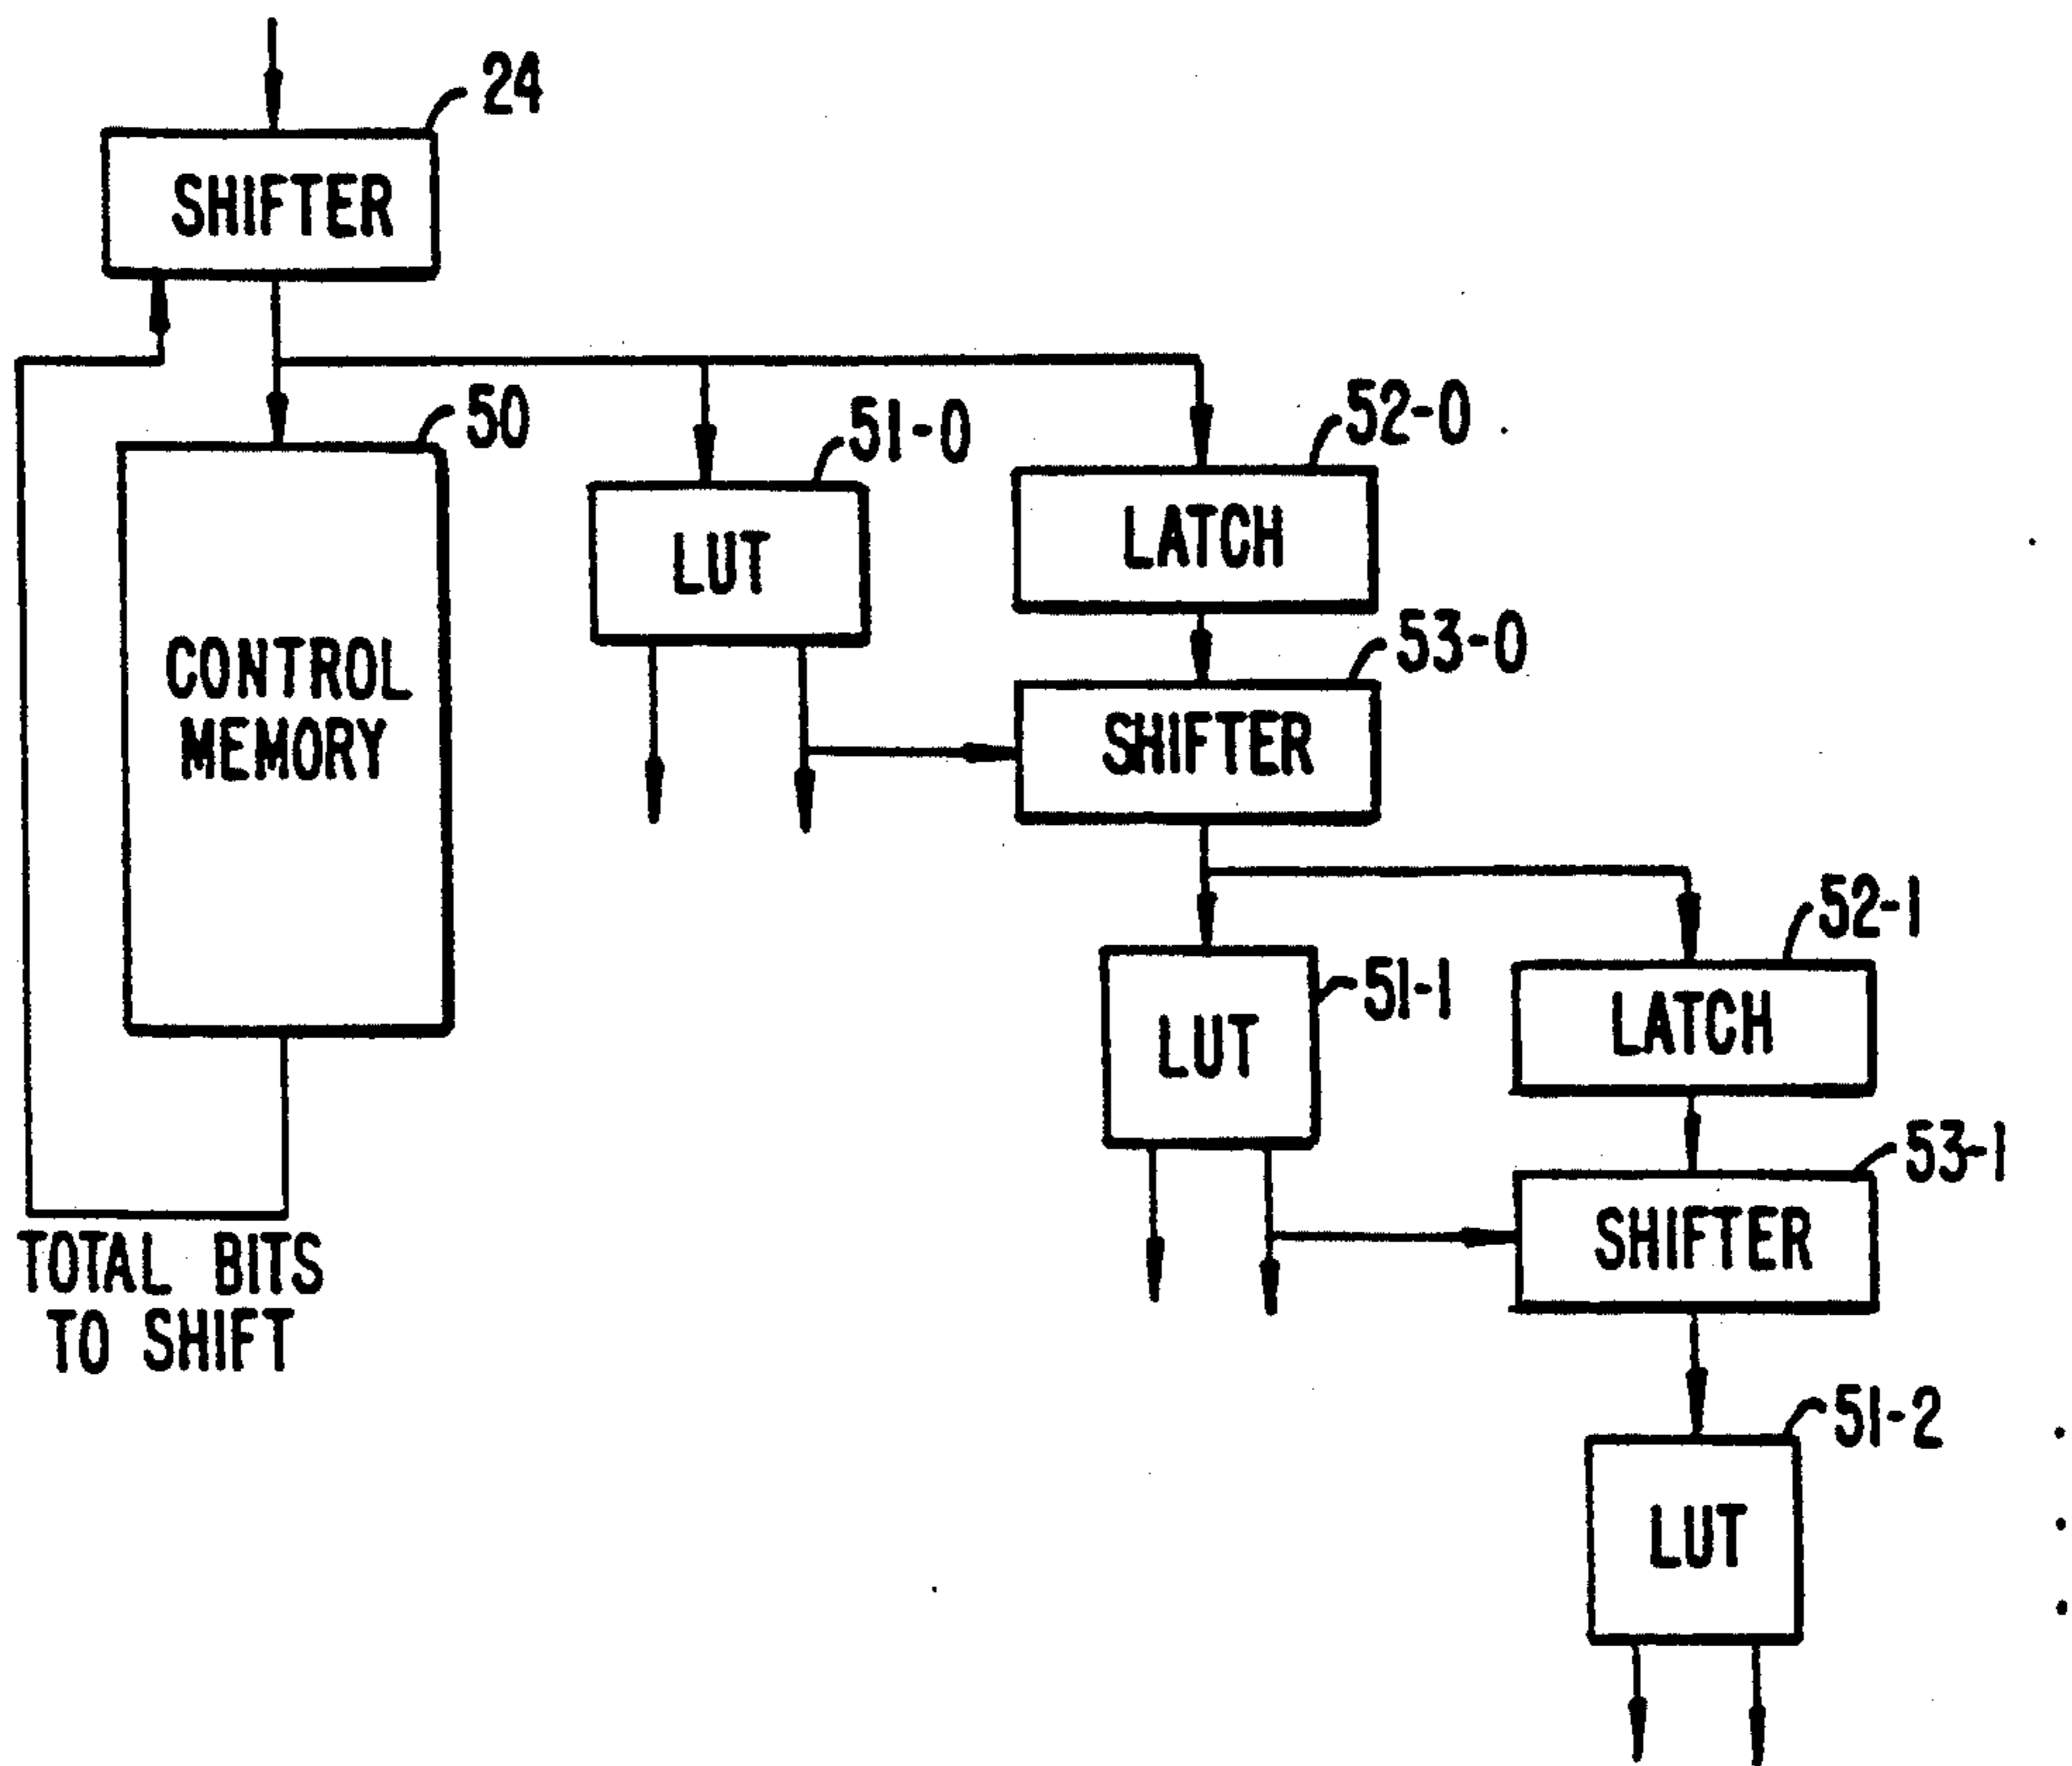 24
SHIFTER
50
51-0
52-0
LUT
LATCH
53-0
CONTROL
MEMORY
SHIFTER
52-1
51-1
LUT
LATCH
53-1
SHIFTER
TOTAL BITS
TO SHIFT
51-2
LUT